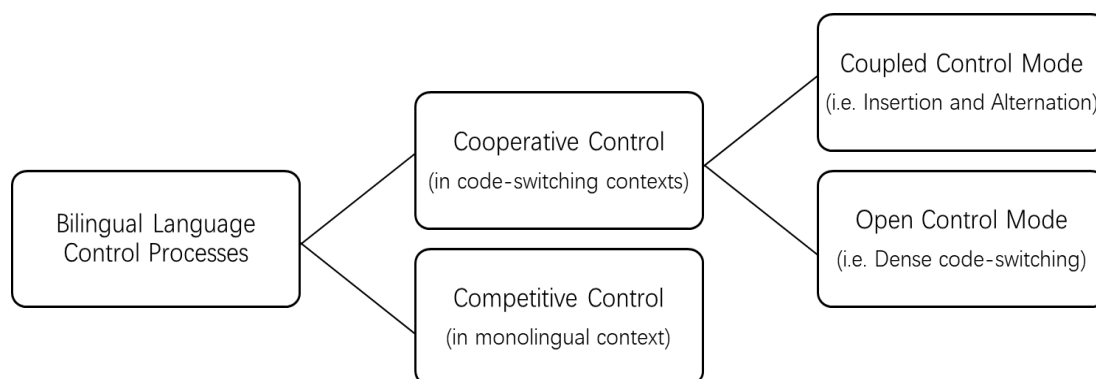 Bilingual Language
Control Processes
Cooperative Control
(in code-switching contexts)
Competitive Control
(in monolingual context)
Coupled Control Mode
(i.e. Insertion and Alternation)
Open Control Mode
(i.e. Dense code-switching)